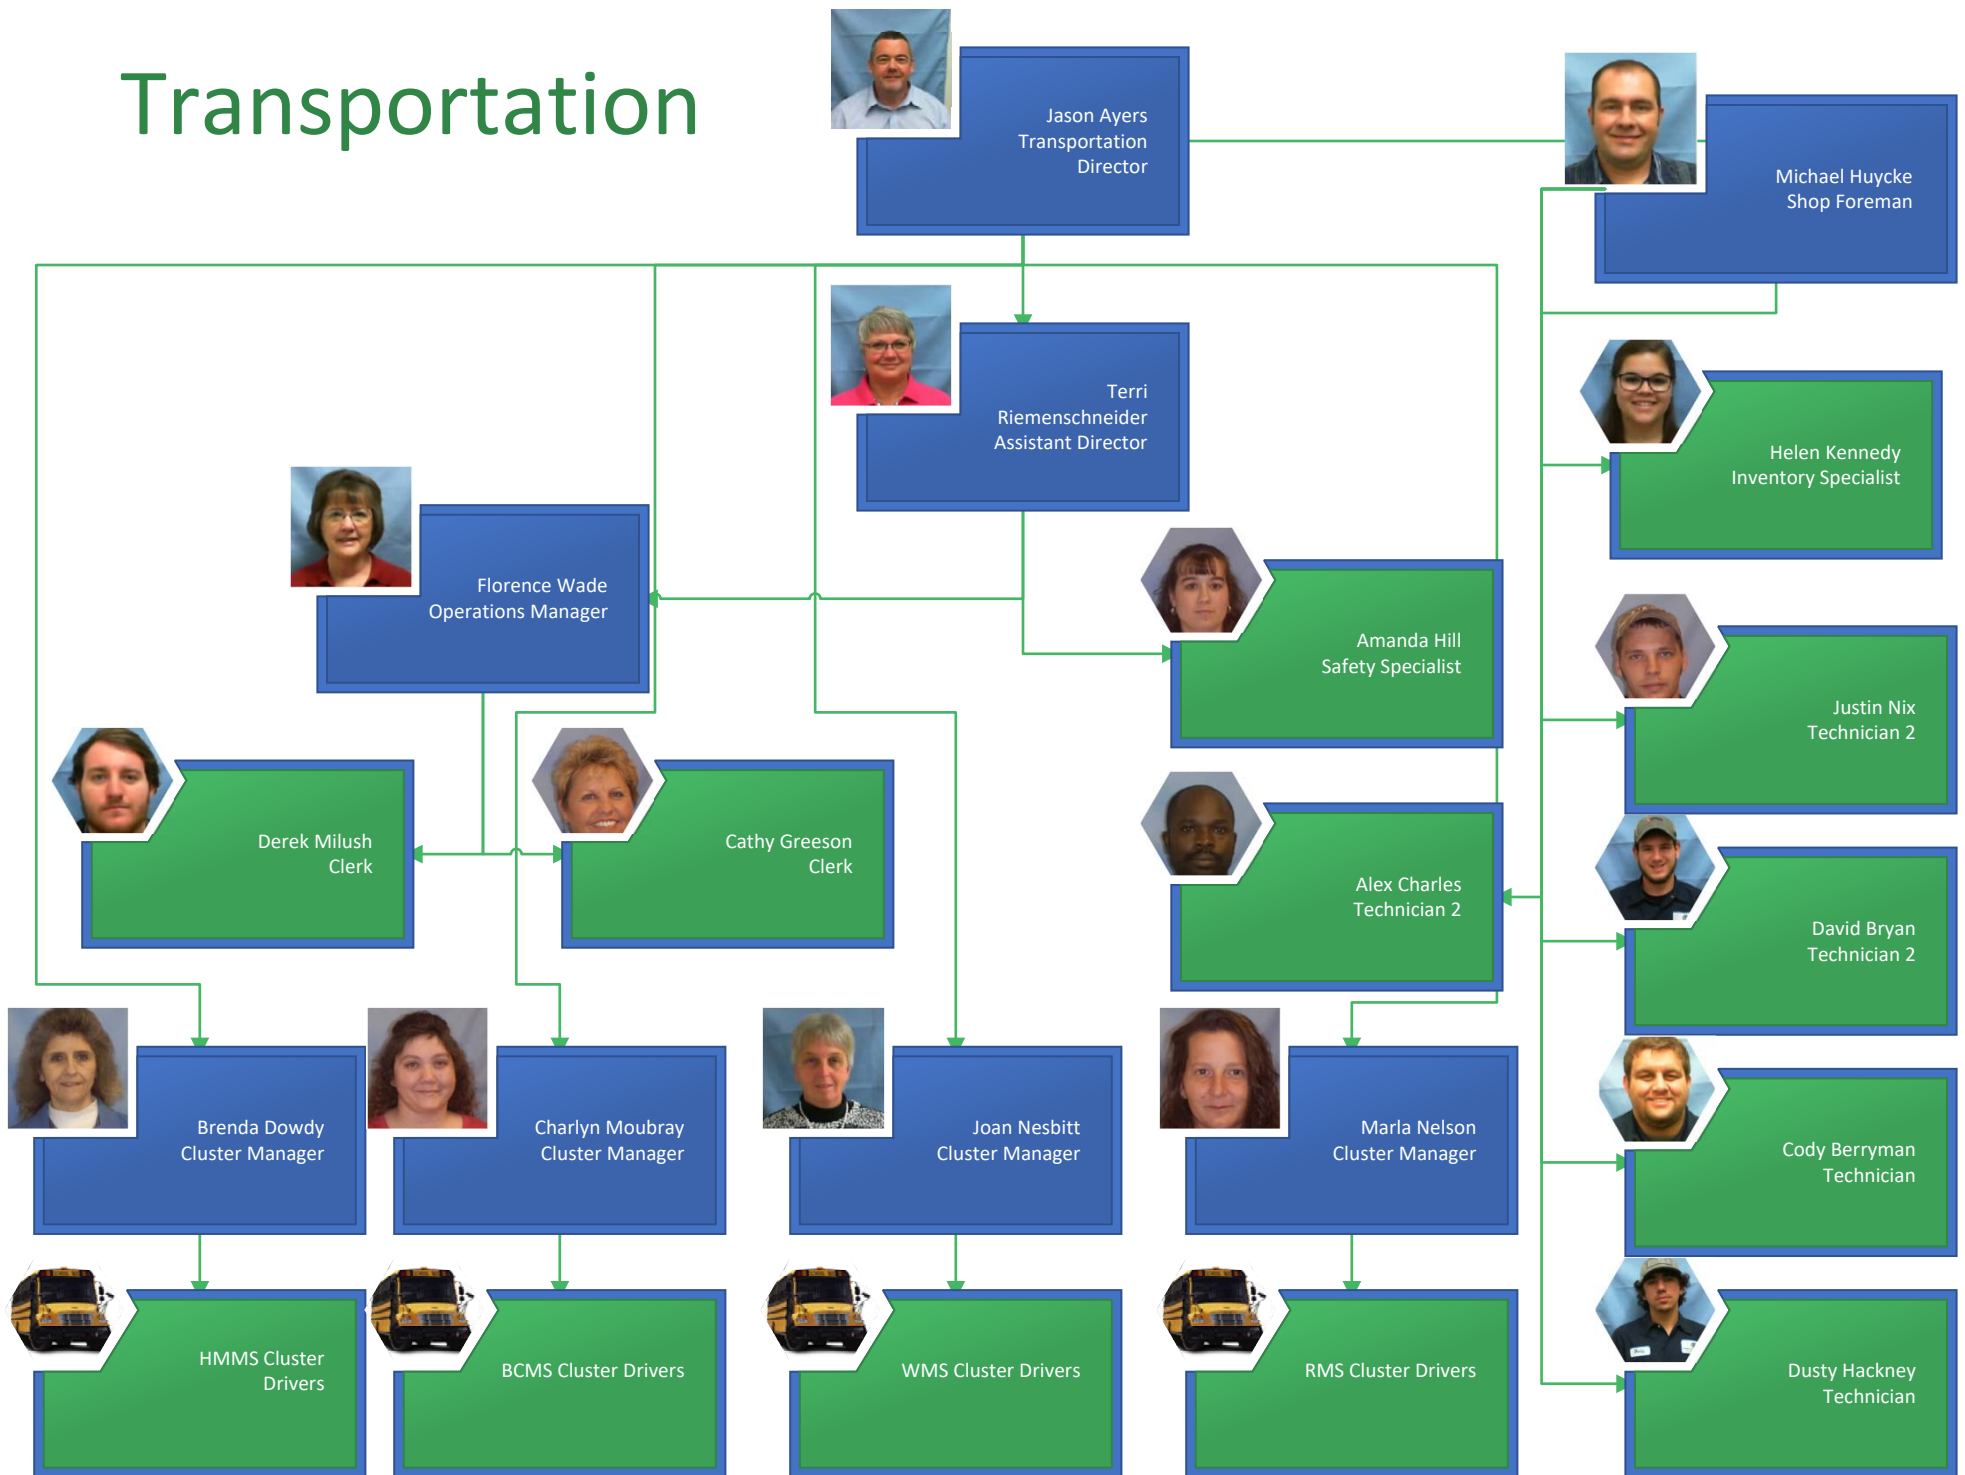 Transportation
Jason Ayers
Transportation
Director
Michael Huycke
Shop Foreman
Terri
Riemenschneider
Assistant Director
Helen Kennedy
Inventory Specialist
Florence Wade
Operations Manager
Amanda Hill
Safety Specialist
Justin Nix
Technician 2
Derek Milush
Clerk
Cathy Greeson
Clerk
Alex Charles
Technician 2
David Bryan
Technician 2
Brenda Dowdy
Cluster Manager
Charlyn Moubray
Cluster Manager
Joan Nesbitt
Cluster Manager
Marla Nelson
Cluster Manager
Cody Berryman
Technician
HMMS Cluster
Drivers
BCMS Cluster Drivers
WMS Cluster Drivers
RMS Cluster Drivers
Dusty Hackney
Technician